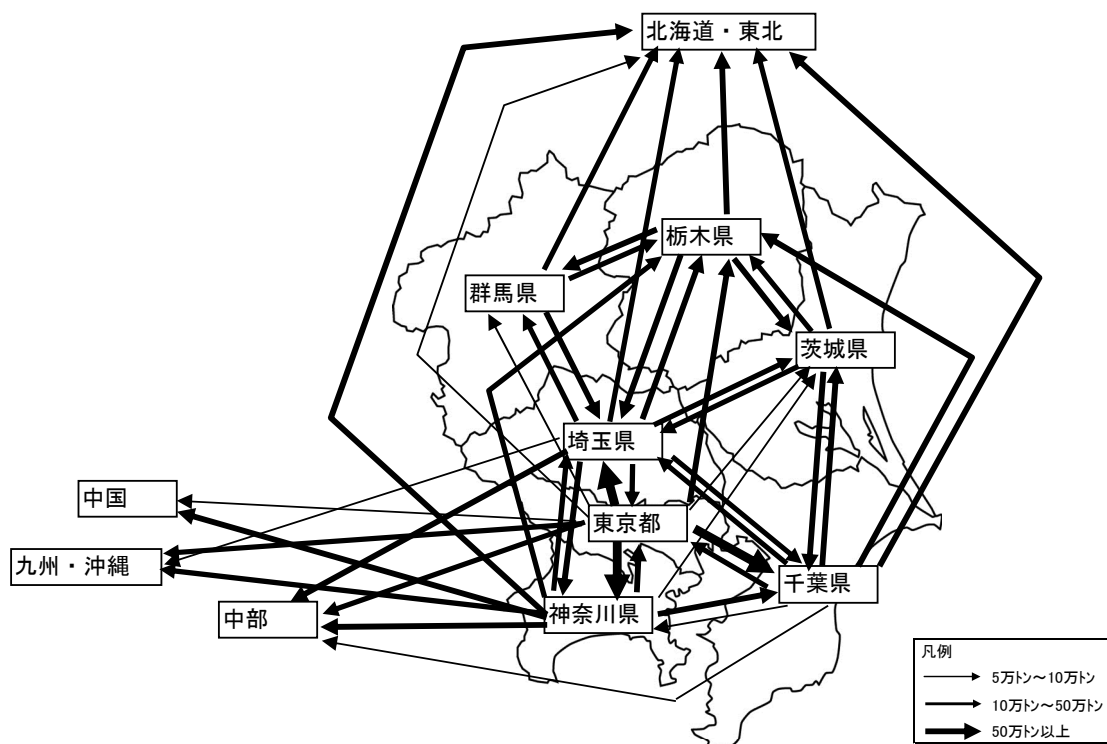 北海道・東北
栃木県
群馬県
茨城県
埼玉県
中国
東京都
九州・沖縄
千葉県
中部
神奈川県
凡例
5万トン～10万トン
10万トン～50万トン
50万トン以上